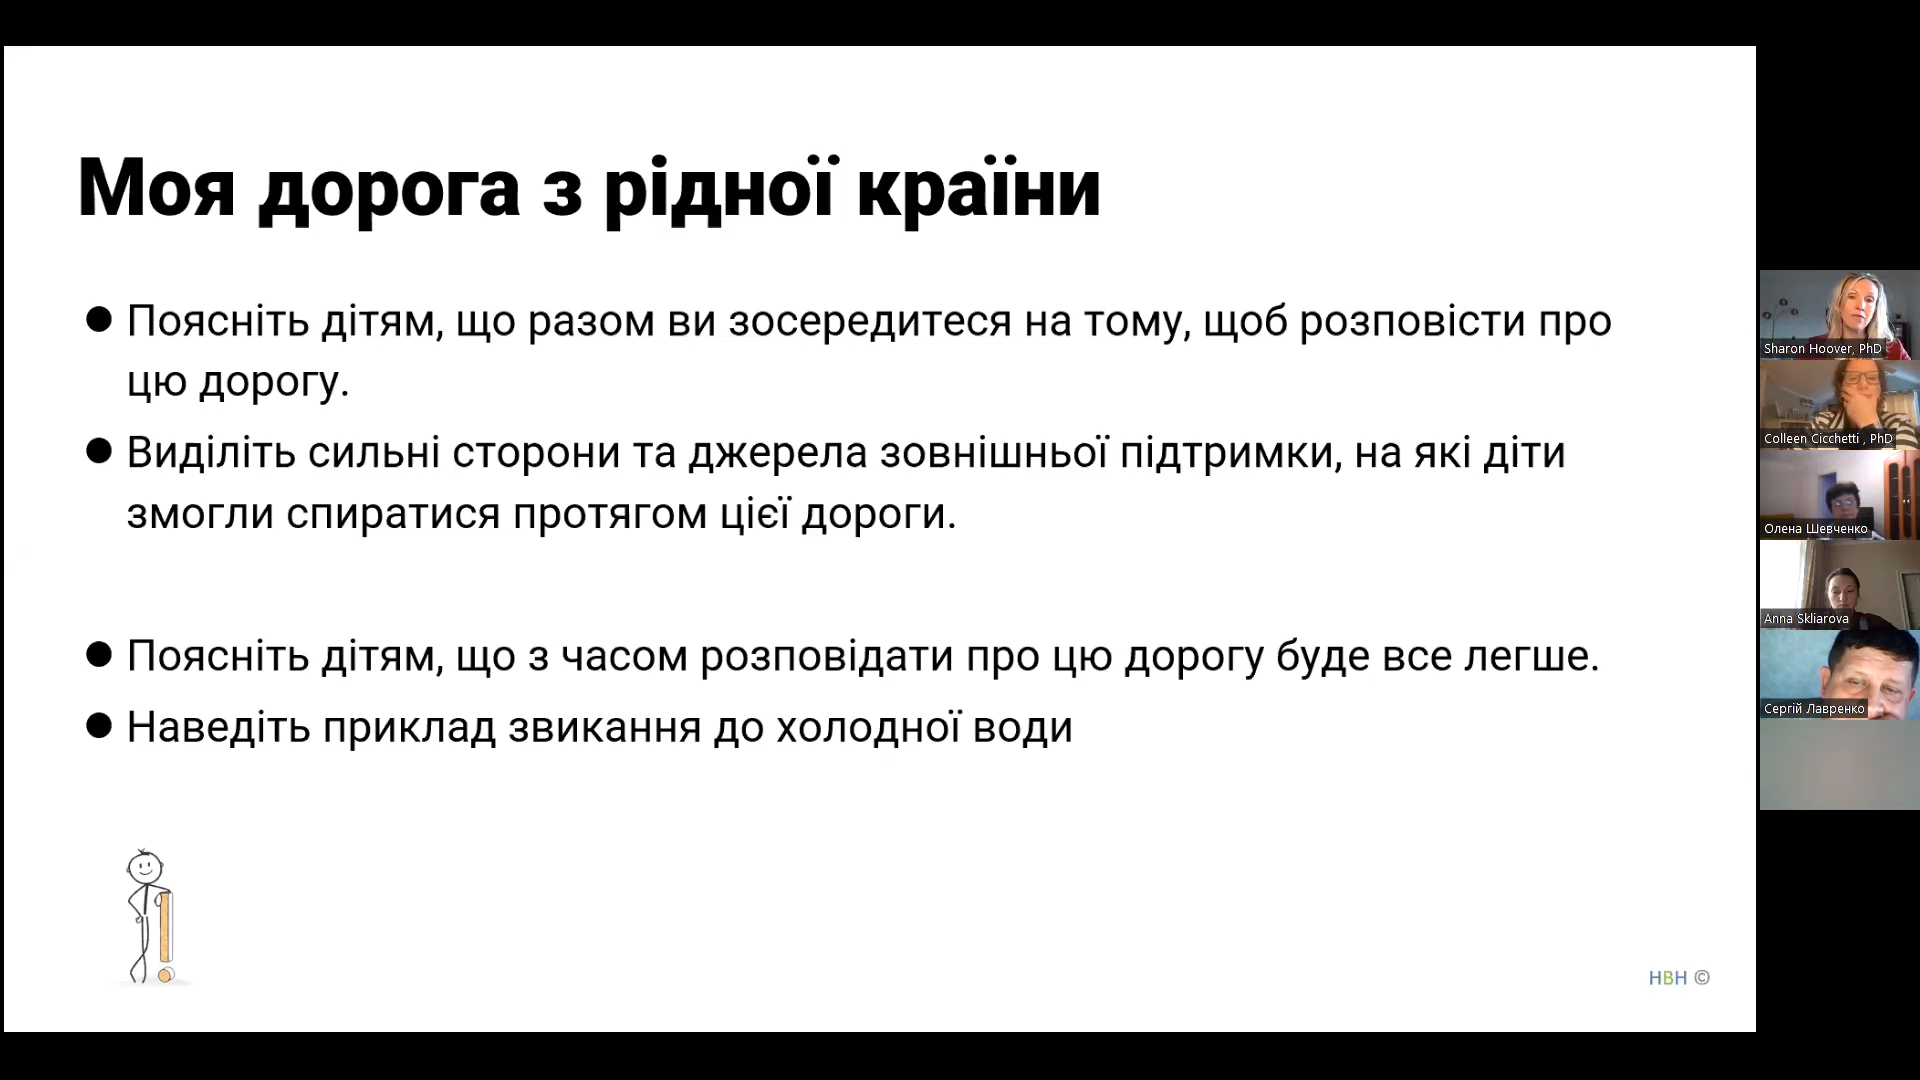 Моя дорога з рідної країни
● Поясніть дітям, що разом ви зосередитеся на тому, щоб розповісти про
цю дорогу.
● Виділіть сильні сторони та джерела зовнішньої підтримки, на які діти
змогли спиратися протягом цієї дороги.
● Поясніть дітям, що з часом розповідати про цю дорогу буде все легше.
● Наведіть приклад звикання до холодної води
HBH ©
Sharon Hoover, PhD
Colleen Cicchetti , PhD
Олена Шевченко
Anna Skliarova
Сергій Лавренко